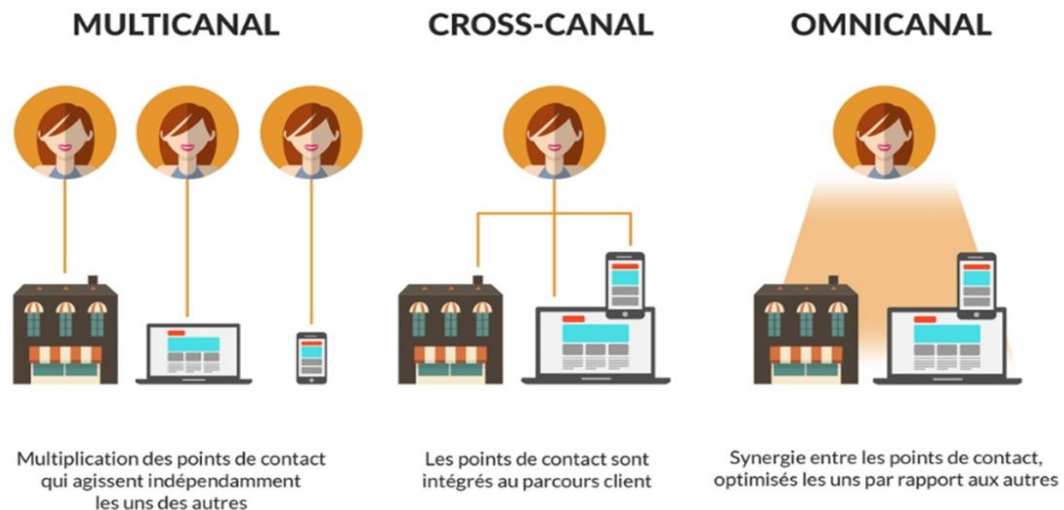 MULTICANAL
CROSS-CANAL
OMNICANAL
Multiplication des points de contact
qui agissent indépendamment
les uns des autres
Les points de contact sont
intégrés au parcours client
Synergie entre les points de contact,
optimisés les uns par rapport aux autres